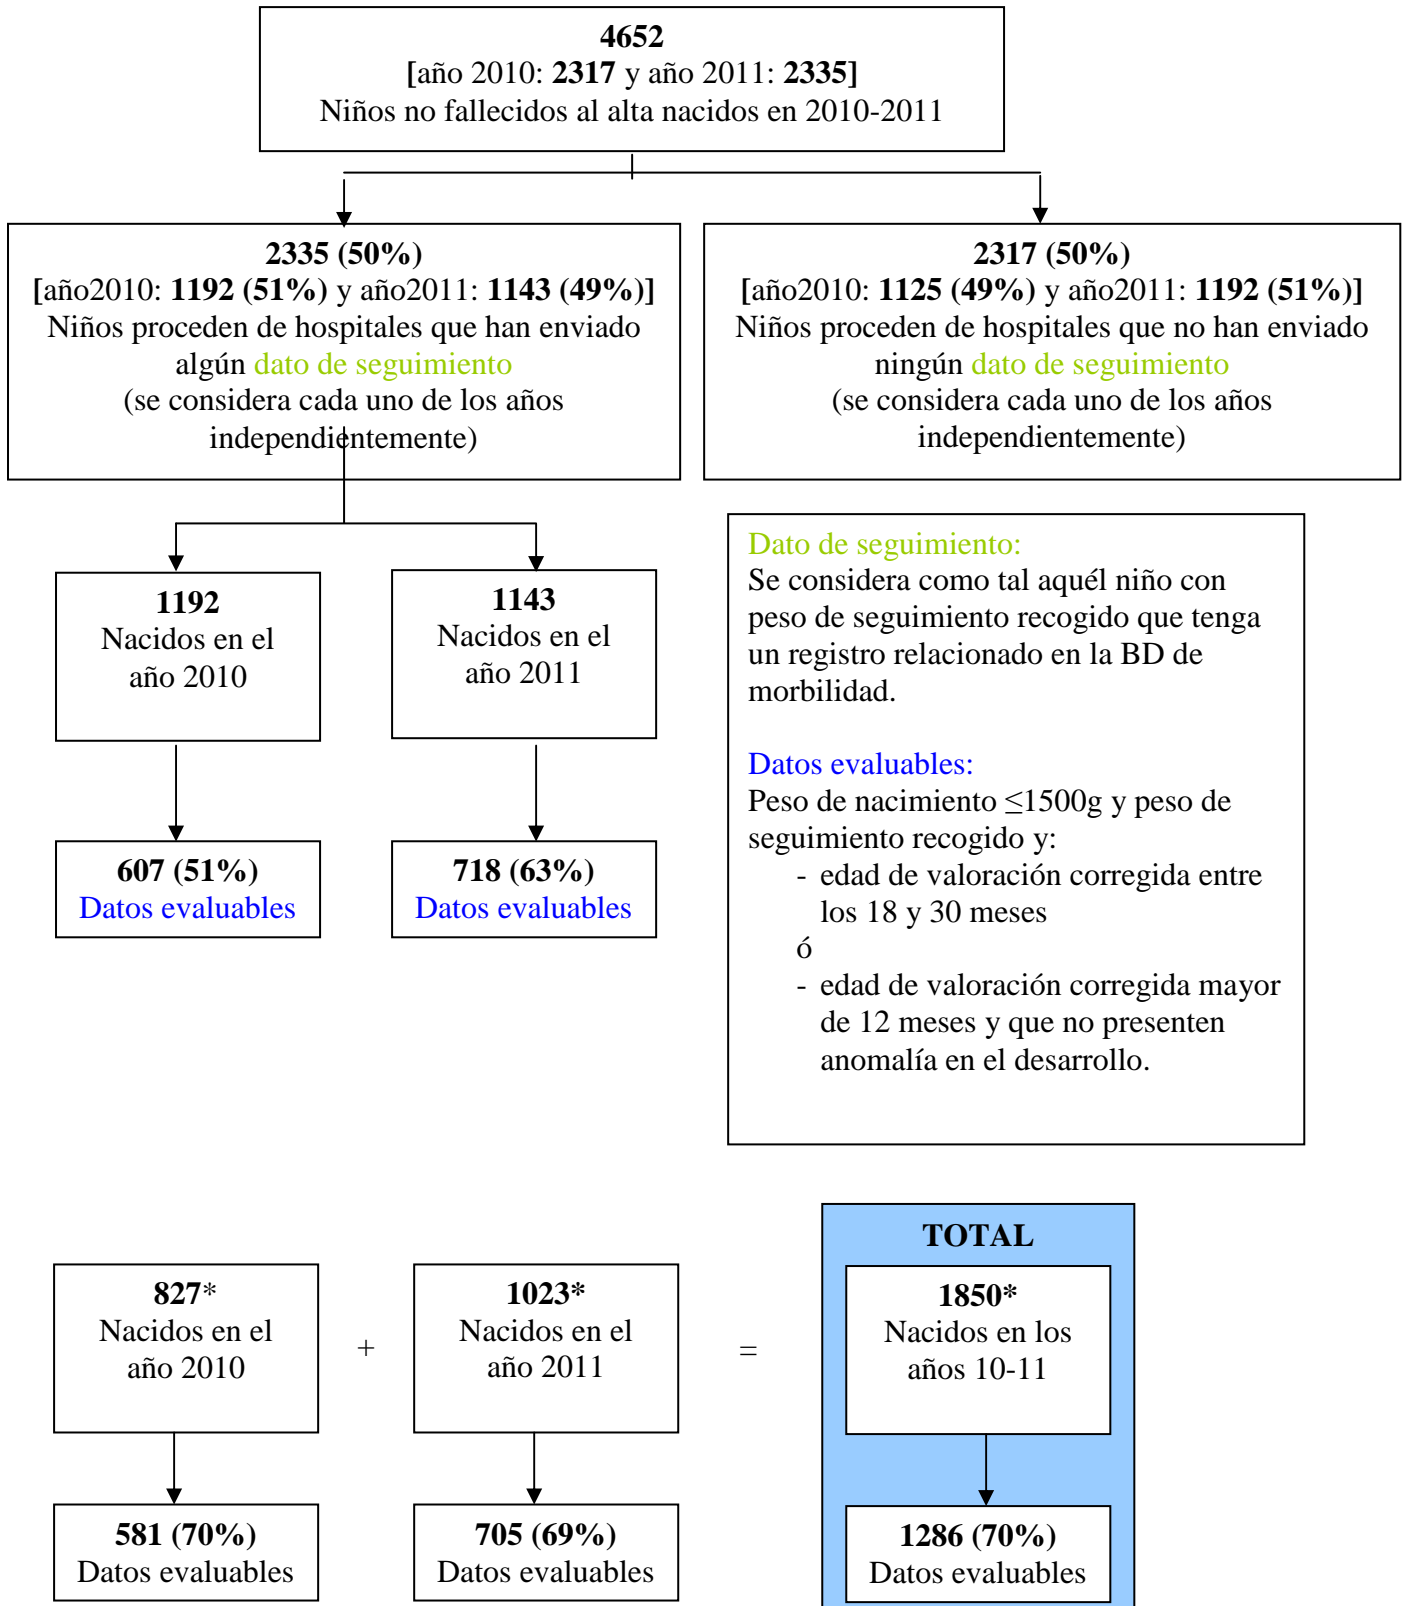 4652
[año 2010: 2317 y año 2011: 2335]
Niños no fallecidos al alta nacidos en 2010-2011
2335 (50%)
[año2010: 1192 (51%) y año2011: 1143 (49%)]
Niños proceden de hospitales que han enviado
algún dato de seguimiento
(se considera cada uno de los años
independientemente)
2317 (50%)
[año2010: 1125 (49%) y año2011: 1192 (51%)]
Niños proceden de hospitales que no han enviado
ningún dato de seguimiento
(se considera cada uno de los años
independientemente)
1192
Nacidos en el
año 2010
1143
Nacidos en el
año 2011
607 (51%)
Datos evaluables
718 (63%)
Datos evaluables
Dato de seguimiento:
Se considera como tal aquél niño con
peso de seguimiento recogido que tenga
un registro relacionado en la BD de
morbilidad.
Datos evaluables:
Peso de nacimiento ≤1500g y peso de
seguimiento recogido y:
- edad de valoración corregida entre
los 18 y 30 meses
ó
- edad de valoración corregida mayor
de 12 meses y que no presenten
anomalía en el desarrollo.
827*
Nacidos en el
año 2010
+
1023*
Nacidos en el
año 2011
=
TOTAL
1850*
Nacidos en los
años 10-11
581 (70%)
Datos evaluables
705 (69%)
Datos evaluables
1286 (70%)
Datos evaluables